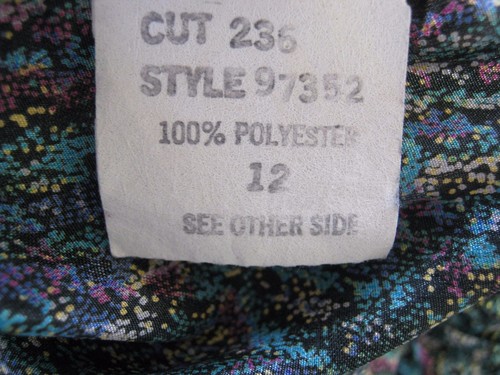 CUT 236
STYLE 97352
100% POLYESTER
12
SEE OTHER SIDE